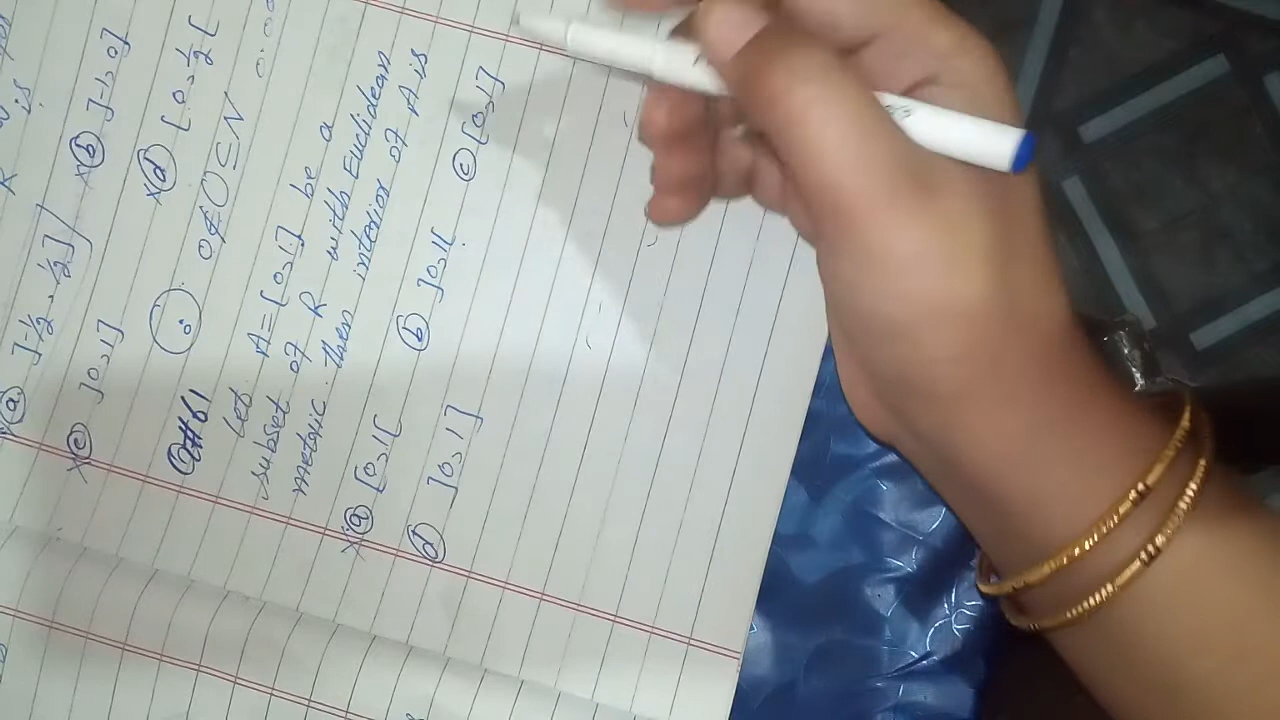 R
is
x(a) ]-1/2, 1/2] x(b) ]-1, 0]
x(c) ]0, 1] x(d) [0, 1/2[
0 ∉ O ⊆ N
Q#61
Let A = [0, 1] be a
subset of R with Euclidean
metric. then interior of A is
x(a) [0, 1[ (b) ]0, 1[ (c) [0, 1]
(d) ]0, 1]